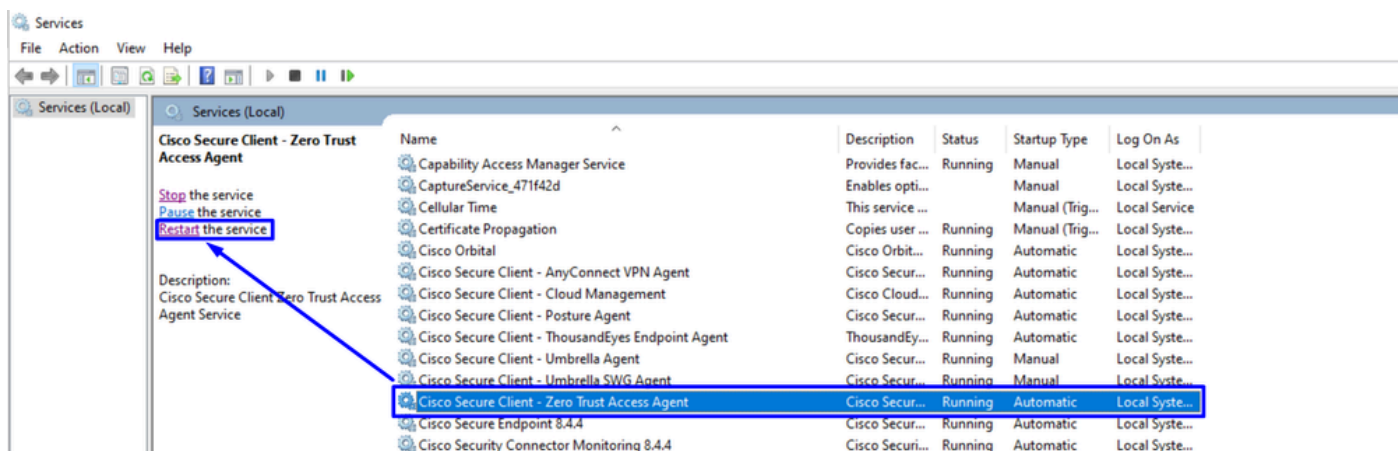 Services
File Action View Help
Services (Local)
Services (Local)
Cisco Secure Client - Zero Trust
Access Agent
Stop the service
Pause the service
Restart the service
Description:
Cisco Secure Client Zero Trust Access
Agent Service
Name Description Status Startup Type Log On As
Capability Access Manager Service Provides fac... Running Manual Local Syste...
CaptureService_471f42d Enables opti... Manual Local Syste...
Cellular Time This service ... Manual (Trig... Local Service
Certificate Propagation Copies user ... Running Manual (Trig... Local Syste...
Cisco Orbital Cisco Orbit... Running Automatic Local Syste...
Cisco Secure Client - AnyConnect VPN Agent Cisco Secur... Running Automatic Local Syste...
Cisco Secure Client - Cloud Management Cisco Cloud... Running Automatic Local Syste...
Cisco Secure Client - Posture Agent Cisco Secur... Running Automatic Local Syste...
Cisco Secure Client - ThousandEyes Endpoint Agent ThousandEy... Running Automatic Local Syste...
Cisco Secure Client - Umbrella Agent Cisco Secur... Running Manual Local Syste...
Cisco Secure Client - Umbrella SWG Agent Cisco Secur... Running Manual Local Syste...
Cisco Secure Client - Zero Trust Access Agent Cisco Secur... Running Automatic Local Syste...
Cisco Secure Endpoint 8.4.4 Cisco Secur... Running Automatic Local Syste...
Cisco Security Connector Monitoring 8.4.4 Cisco Securi... Running Automatic Local Syste...